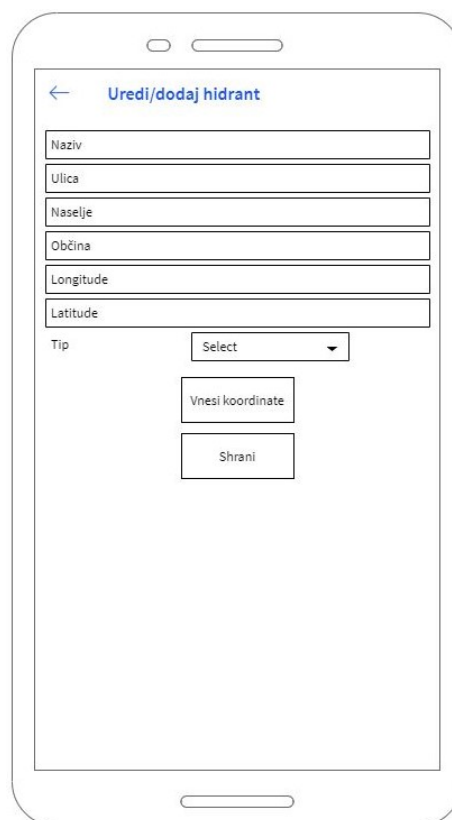 Uredi/dodaj hidrant
Naziv
Ulica
Naselje
Občina
Longitude
Latitude
Tip Select
Vnesi koordinate
Shrani